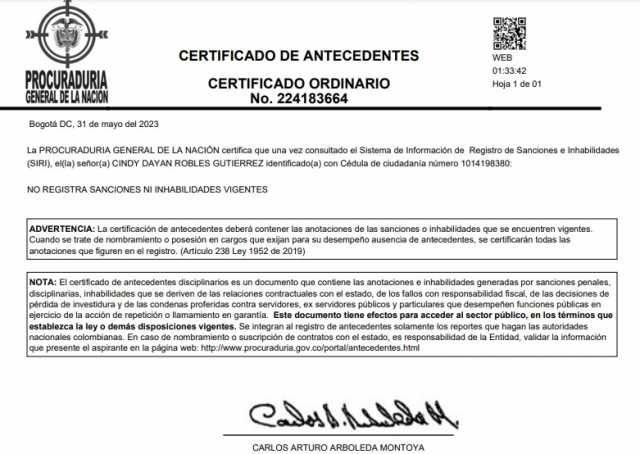 PROCURADURIA
GENERAL DE LA NACION
CERTIFICADO DE ANTECEDENTES
CERTIFICADO ORDINARIO
No. 224183664
WEB
01:33:42
Hoja 1 de 01
Bogotá DC, 31 de mayo del 2023
La PROCURADURIA GENERAL DE LA NACIÓN certifica que una vez consultado el Sistema de Información de Registro de Sanciones e Inhabilidades
(SIRI), el(la) señor(a) CINDY DAYAN ROBLES GUTIERREZ identificado(a) con Cédula de ciudadanía número 1014198380:
NO REGISTRA SANCIONES NI INHABILIDADES VIGENTES
ADVERTENCIA: La certificación de antecedentes deberá contener las anotaciones de las sanciones o inhabilidades que se encuentren vigentes.
Cuando se trate de nombramiento o posesión en cargos que exijan para su desempeño ausencia de antecedentes, se certificarán todas las
anotaciones que figuren en el registro. (Artículo 238 Ley 1952 de 2019)
NOTA: El certificado de antecedentes disciplinarios es un documento que contiene las anotaciones e inhabilidades generadas por sanciones penales,
disciplinarias, inhabilidades que se deriven de las relaciones contractuales con el estado, de los fallos con responsabilidad fiscal, de las decisiones de
pérdida de investidura y de las condenas proferidas contra servidores, ex servidores públicos y particulares que desempeñen funciones públicas en
ejercicio de la acción de repetición o llamamiento en garantía. Este documento tiene efectos para acceder al sector público, en los términos que
establezca la ley o demás disposiciones vigentes. Se integran al registro de antecedentes solamente los reportes que hagan las autoridades
nacionales colombianas. En caso de nombramiento o suscripción de contratos con el estado, es responsabilidad de la Entidad, validar la información
que presente el aspirante en la página web: http://www.procuraduria.gov.co/portal/antecedentes.html
Carlos A. Arboleda M.
CARLOS ARTURO ARBOLEDA MONTOYA